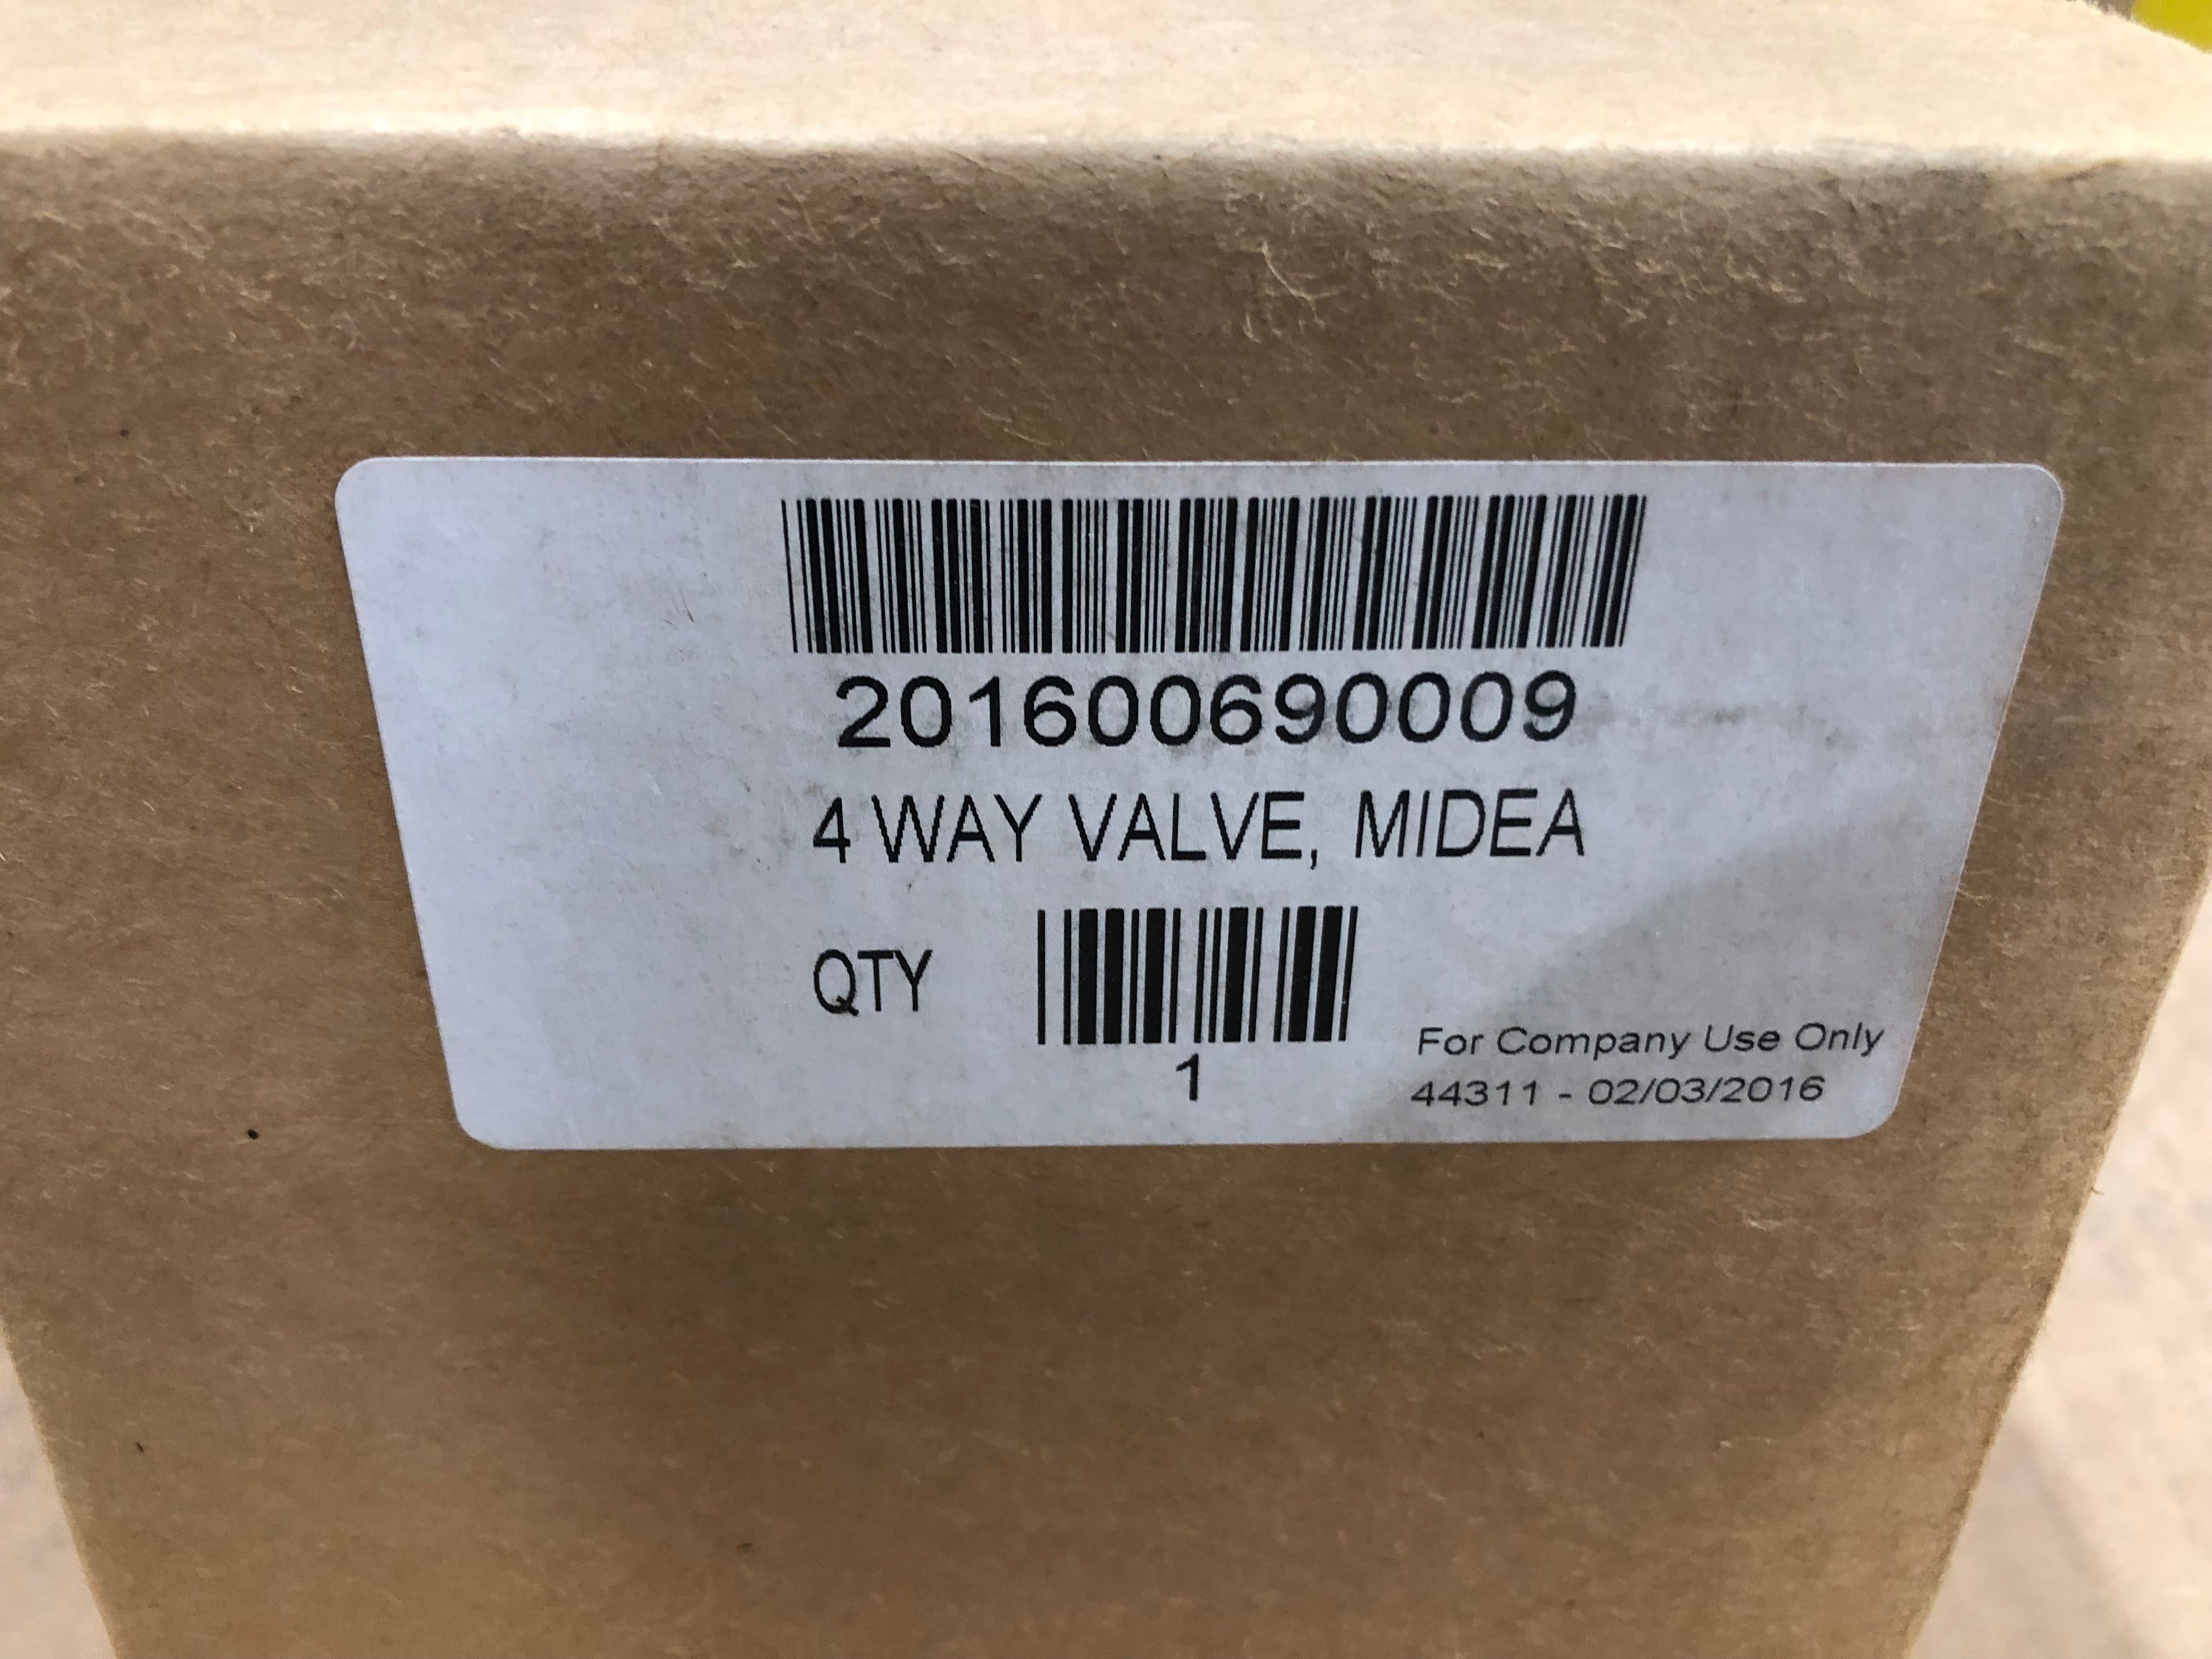 201600690009
4 WAY VALVE, MIDEA
QTY
1
For Company Use Only
44311 - 02/03/2016